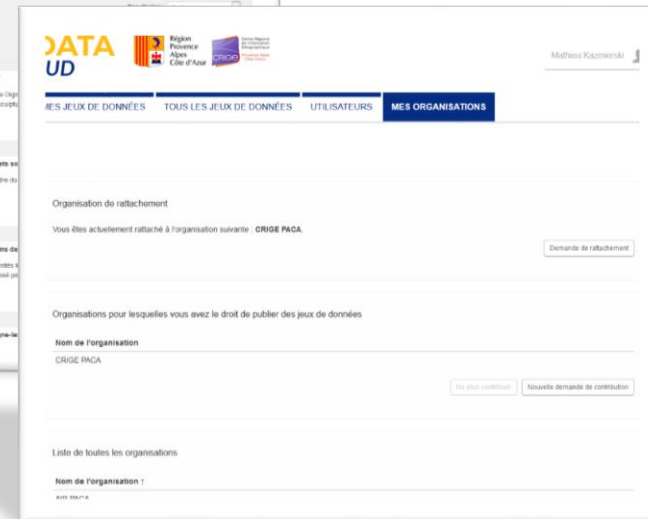 DATA
UD
Région
Provence
Alpes
Côte d'Azur
CRIGE
Mathieu Kazmierski
MES JEUX DE DONNÉES TOUS LES JEUX DE DONNÉES UTILISATEURS MES ORGANISATIONS
Organisation de rattachement
Vous êtes actuellement rattaché à l'organisation suivante : CRIGE PACA.
Demande de rattachement
Organisations pour lesquelles vous avez le droit de publier des jeux de données
Nom de l'organisation
CRIGE PACA
Ne plus contribuer Nouvelle demande de contribution
Liste de toutes les organisations
Nom de l'organisation ↑
AIR PACA